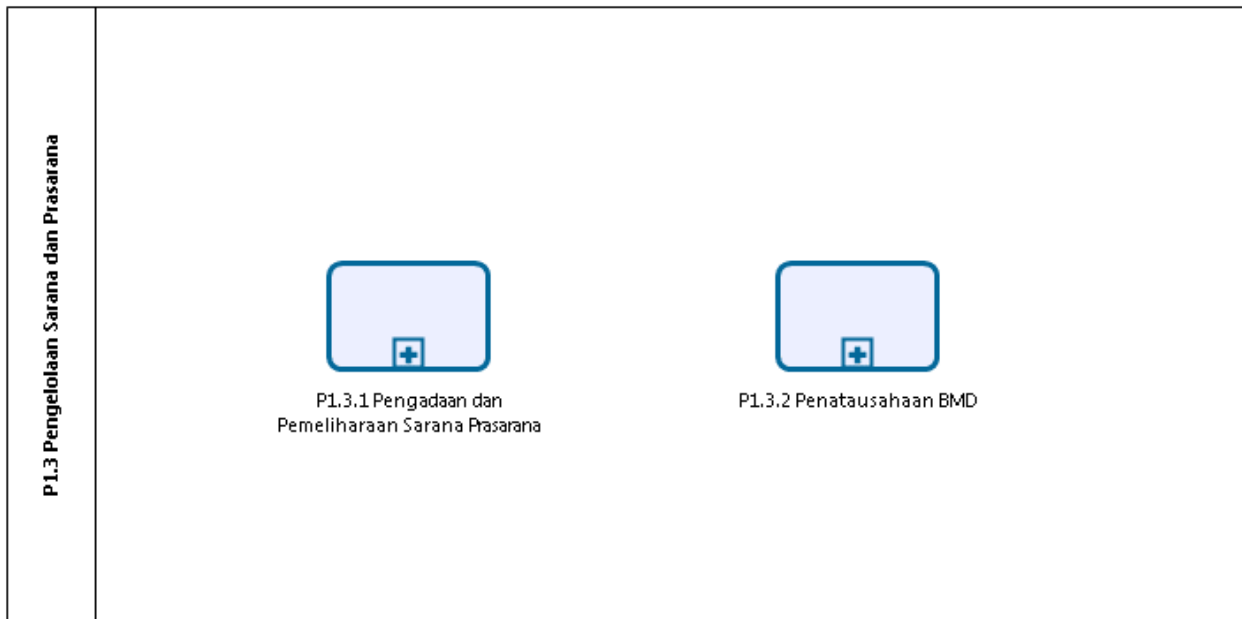 P1.3 Pengelolaan Sarana dan Prasarana
P1.3.1 Pengadaan dan
Pemeliharaan Sarana Prasarana
P1.3.2 Penatausahaan BMD